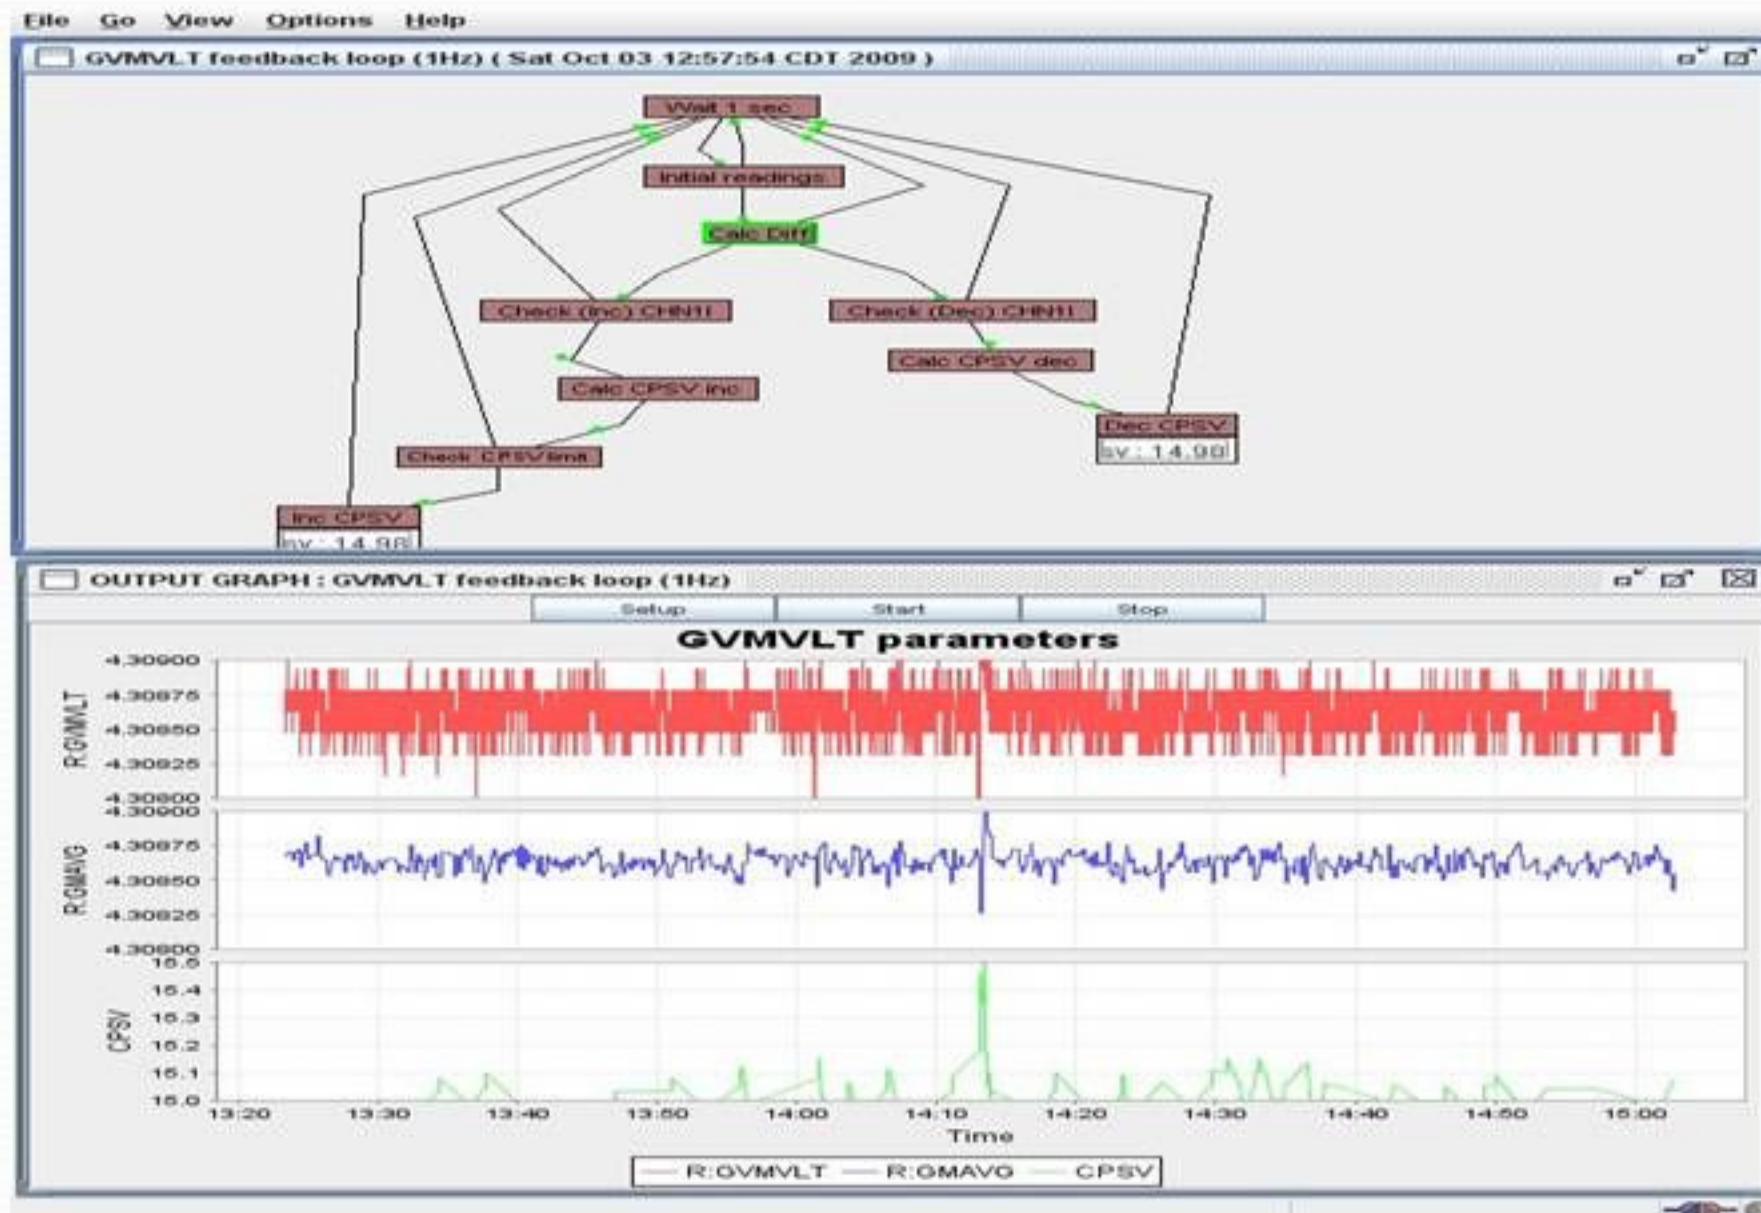 File Go View Options Help
GVMVLT feedback loop (1Hz) ( Sat Oct 03 12:57:54 CDT 2009 )
Wait 1 sec
Initial readings
Calc Diff
Check (Inc) CHN1I
Check (Dec) CHN1I
Calc CPSV dec
Calc CPSV inc
Dec CPSV
sv : 14.98
Check CPSV limit
Inc CPSV
sv : 14.98
OUTPUT GRAPH : GVMVLT feedback loop (1Hz)
Setup Start Stop
GVMVLT parameters
R:GVMVLT
4.30900
4.30875
4.30850
4.30825
4.30800
R:GMAVG
4.30900
4.30875
4.30850
4.30825
4.30800
CPSV
15.5
15.4
15.3
15.2
15.1
15.0
13:20 13:30 13:40 13:50 14:00 14:10 14:20 14:30 14:40 14:50 15:00
Time
R:GVMVLT R:GMAVG CPSV